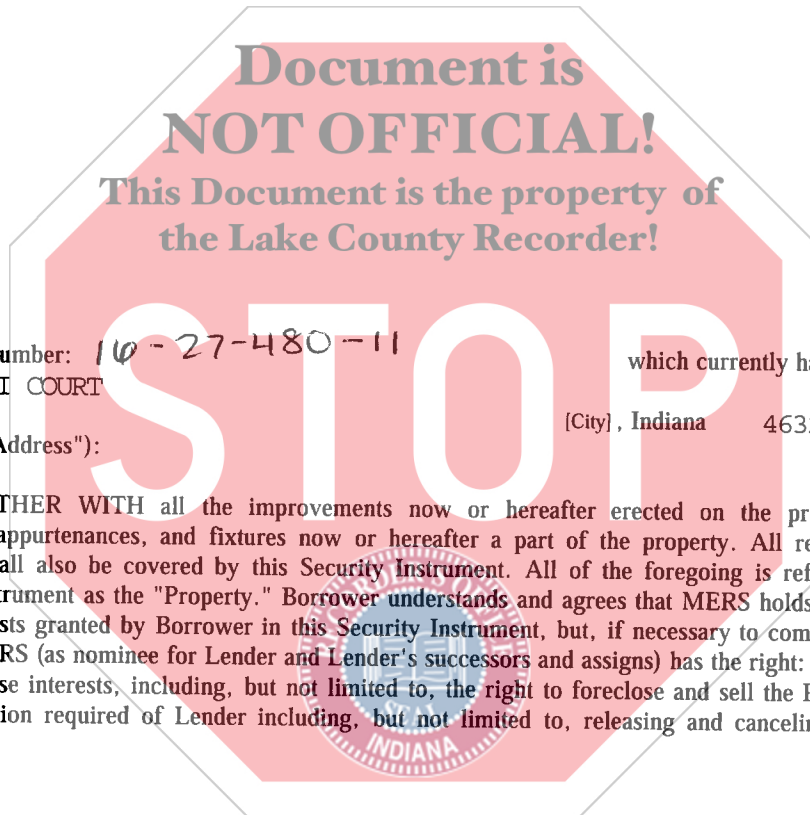 Document is
NOT OFFICIAL!
This Document is the property of
the Lake County Recorder!
STOP
umber: 16-27-480-11 which currently ha
I COURT
[City], Indiana 463
Address"):
THER WITH all the improvements now or hereafter erected on the pr
appurtenances, and fixtures now or hereafter a part of the property. All re
all also be covered by this Security Instrument. All of the foregoing is ref
trument as the "Property." Borrower understands and agrees that MERS holds
sts granted by Borrower in this Security Instrument, but, if necessary to com
RS (as nominee for Lender and Lender's successors and assigns) has the right:
se interests, including, but not limited to, the right to foreclose and sell the
ion required of Lender including, but not limited to, releasing and cancelin
SEAL
INDIANA